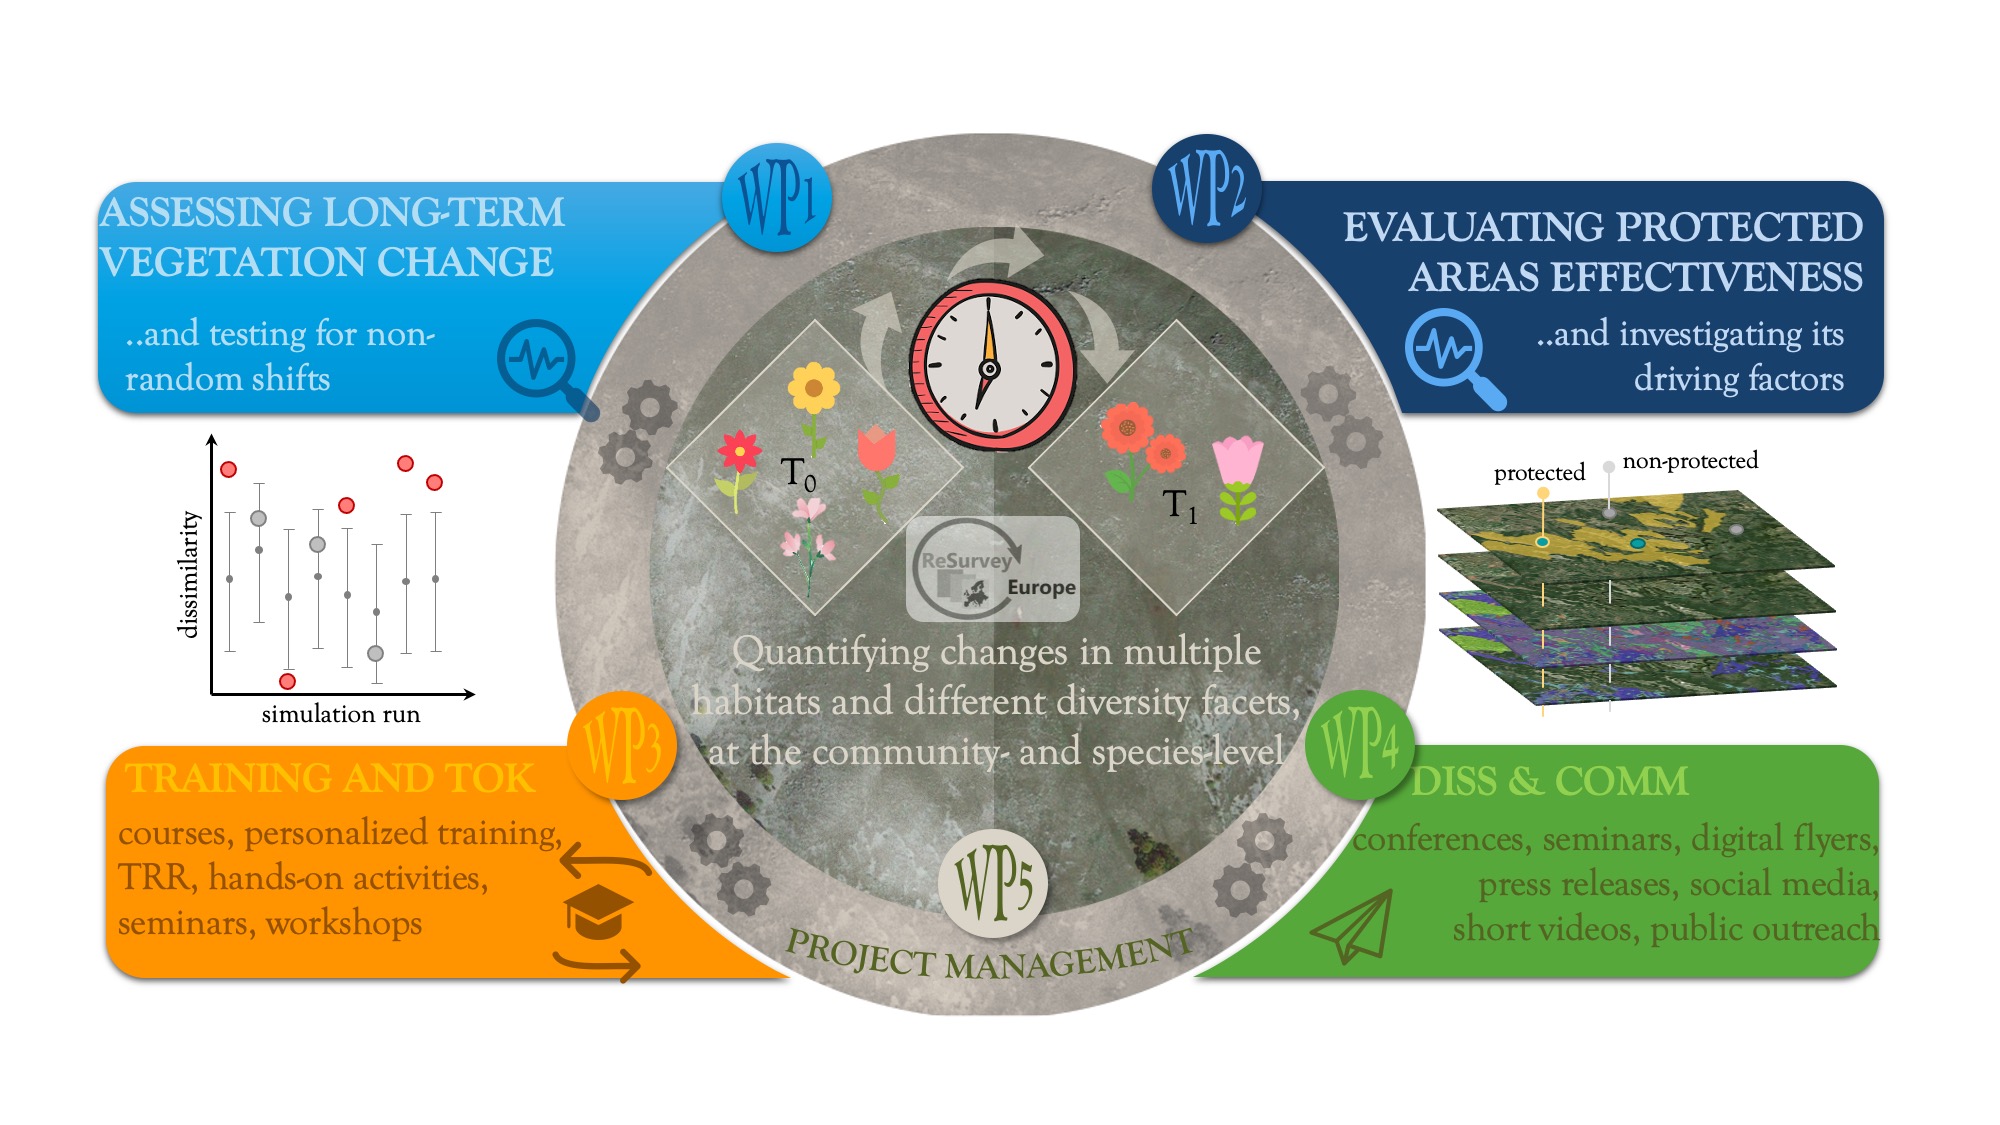 WP1
ASSESSING LONG-TERM
VEGETATION CHANGE
..and testing for non-
random shifts
WP2
EVALUATING PROTECTED
AREAS EFFECTIVENESS
..and investigating its
driving factors
dissimilarity
simulation run
T0
T1
ReSurvey
Europe
Quantifying changes in multiple
habitats and different diversity facets,
at the community- and species-level
protected
non-protected
WP3
TRAINING AND TOK
courses, personalized training,
TRR, hands-on activities,
seminars, workshops
WP4
DISS & COMM
conferences, seminars, digital flyers,
press releases, social media,
short videos, public outreach
WP5
PROJECT MANAGEMENT